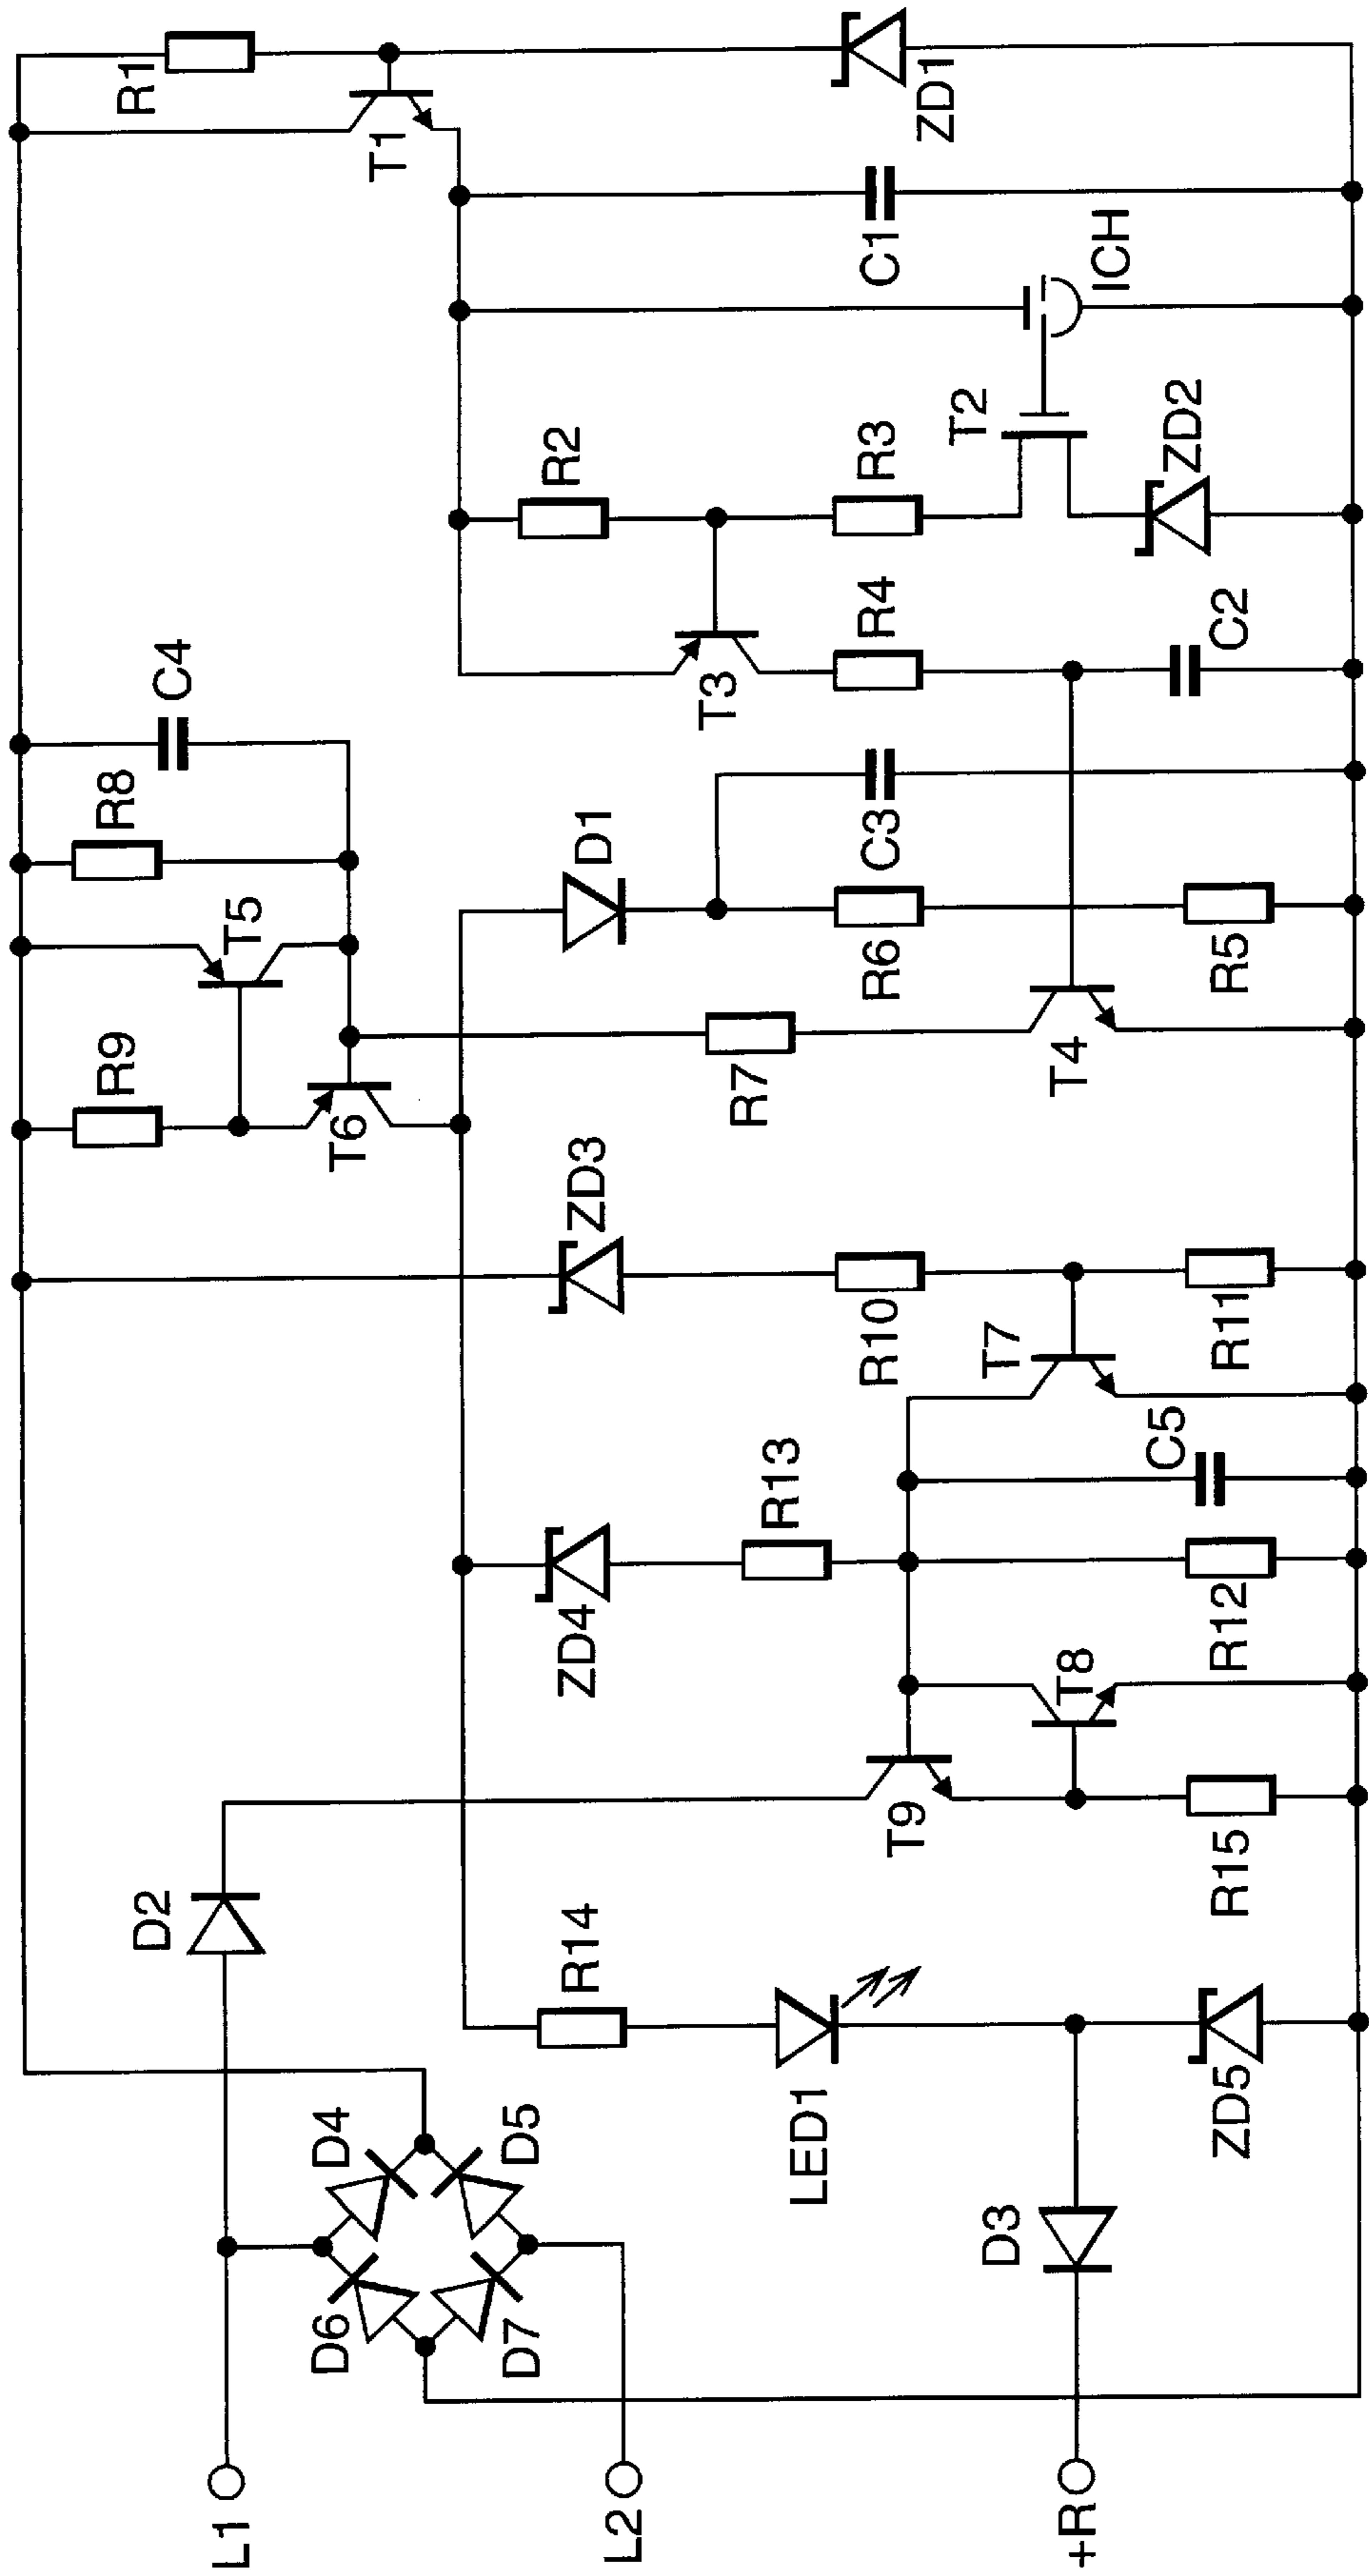 L1
L2
+R
D6
D4
D7
D5
D2
D3
R14
LED1
ZD5
T9
R15
T8
R12
ZD4
R13
C5
T7
R11
R10
ZD3
R9
T6
T5
R8
C4
R7
T4
D1
R6
C3
R5
T3
R4
C2
R2
R3
T2
ZD2
ICH
C1
T1
R1
ZD1